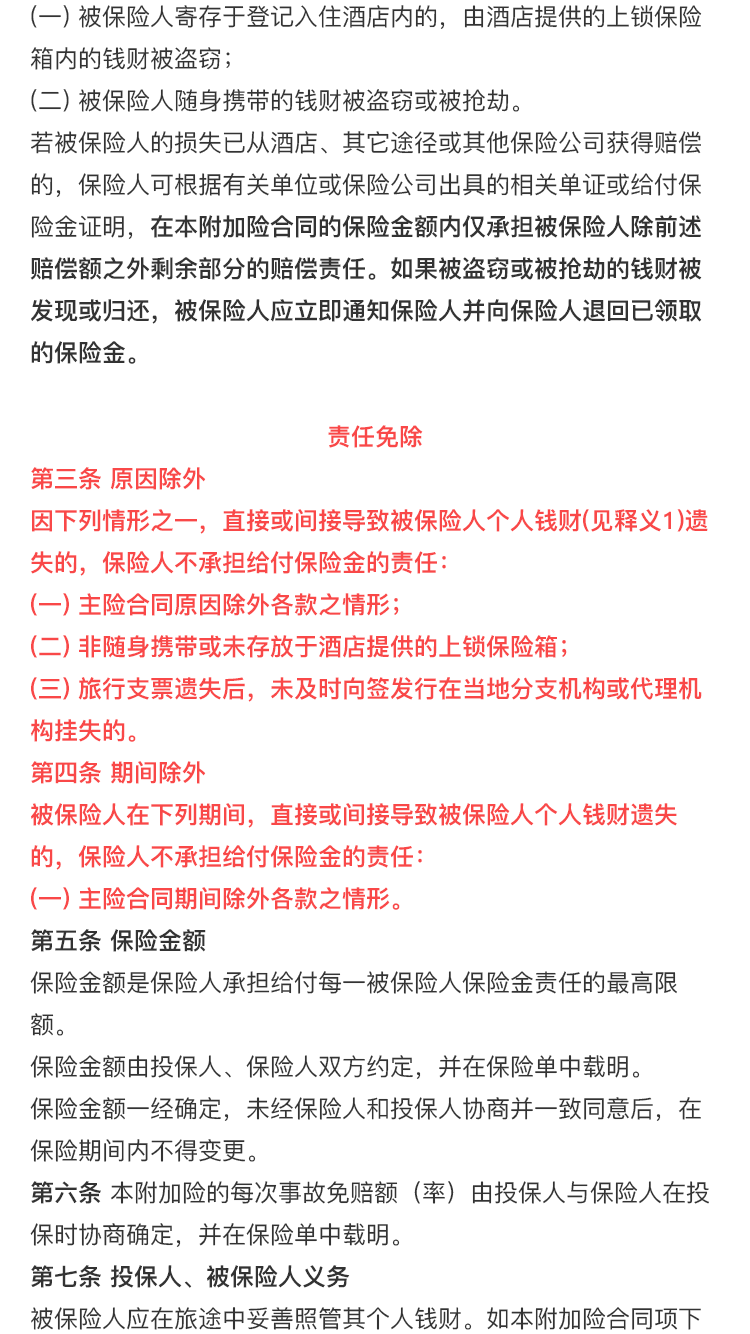 (一) 被保险人寄存于登记入住酒店内的，由酒店提供的上锁保险
箱内的钱财被盗窃；
(二) 被保险人随身携带的钱财被盗窃或被抢劫。
若被保险人的损失已从酒店、其它途径或其他保险公司获得赔偿
的，保险人可根据有关单位或保险公司出具的相关单证或给付保
险金证明，在本附加险合同的保险金额内仅承担被保险人除前述
赔偿额之外剩余部分的赔偿责任。如果被盗窃或被抢劫的钱财被
发现或归还，被保险人应立即通知保险人并向保险人退回已领取
的保险金。
责任免除
第三条 原因除外
因下列情形之一，直接或间接导致被保险人个人钱财(见释义1)遗
失的，保险人不承担给付保险金的责任：
(一) 主险合同原因除外各款之情形；
(二) 非随身携带或未存放于酒店提供的上锁保险箱；
(三) 旅行支票遗失后，未及时向签发行在当地分支机构或代理机
构挂失的。
第四条 期间除外
被保险人在下列期间，直接或间接导致被保险人个人钱财遗失
的，保险人不承担给付保险金的责任：
(一) 主险合同期间除外各款之情形。
第五条 保险金额
保险金额是保险人承担给付每一被保险人保险金责任的最高限
额。
保险金额由投保人、保险人双方约定，并在保险单中载明。
保险金额一经确定，未经保险人和投保人协商并一致同意后，在
保险期间内不得变更。
第六条 本附加险的每次事故免赔额（率）由投保人与保险人在投
保时协商确定，并在保险单中载明。
第七条 投保人、被保险人义务
被保险人应在旅途中妥善照管其个人钱财。如本附加险合同项下